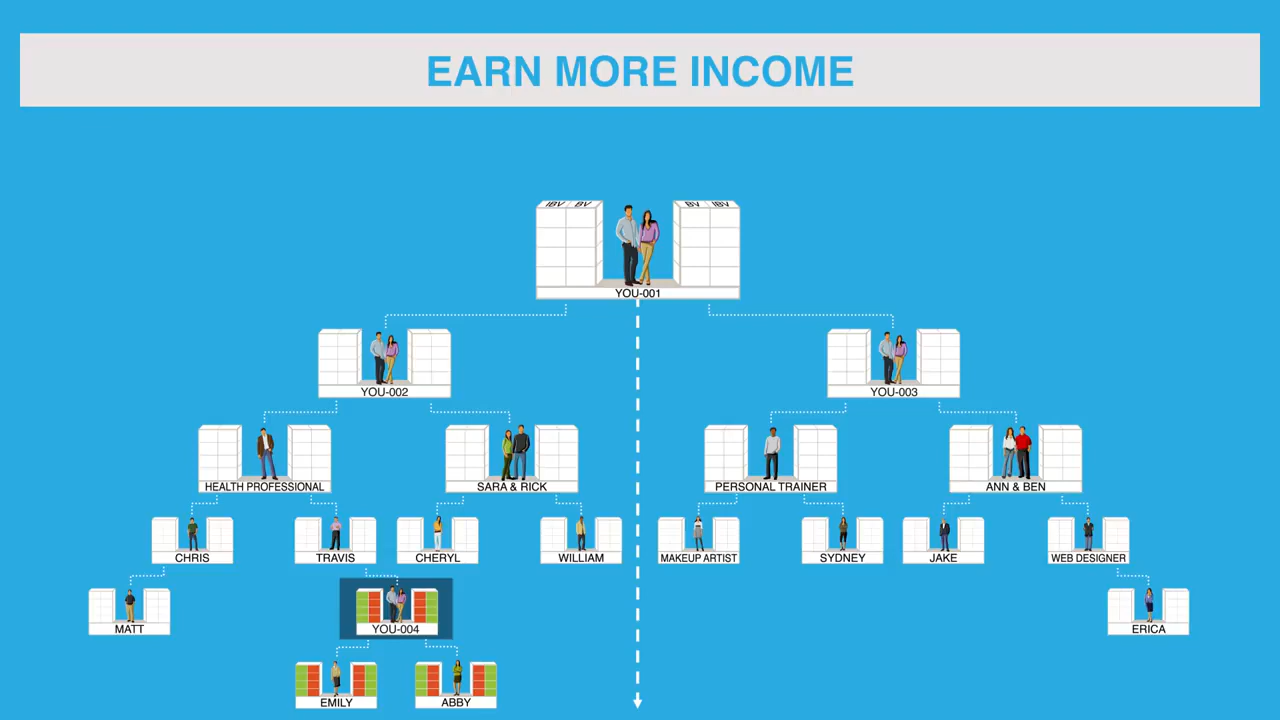 EARN MORE INCOME
IBV BV BV IBV
YOU-001
YOU-002 YOU-003
HEALTH PROFESSIONAL SARA & RICK PERSONAL TRAINER ANN & BEN
CHRIS TRAVIS CHERYL WILLIAM MAKEUP ARTIST SYDNEY JAKE WEB DESIGNER
MATT YOU-004 ERICA
EMILY ABBY